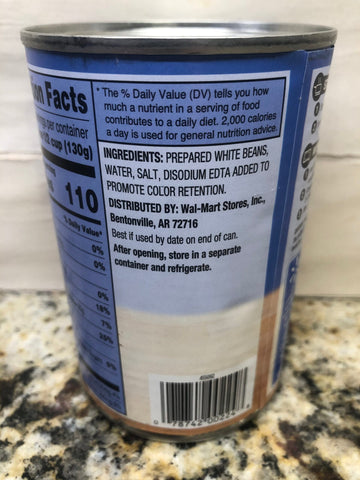 on Facts
per container
cup (130g)
110
% Daily Value*
0%
0%
0%
18%
7%
0%
*The % Daily Value (DV) tells you how
much a nutrient in a serving of food
contributes to a daily diet. 2,000 calories
a day is used for general nutrition advice.
INGREDIENTS: PREPARED WHITE BEANS,
WATER, SALT, DISODIUM EDTA ADDED TO
PROMOTE COLOR RETENTION.
DISTRIBUTED BY: Wal-Mart Stores, Inc.,
Bentonville, AR 72716
Best if used by date on end of can.
After opening, store in a separate
container and refrigerate.